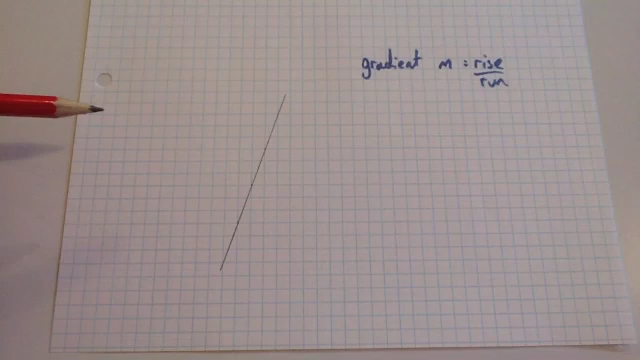 gradient m = rise
run